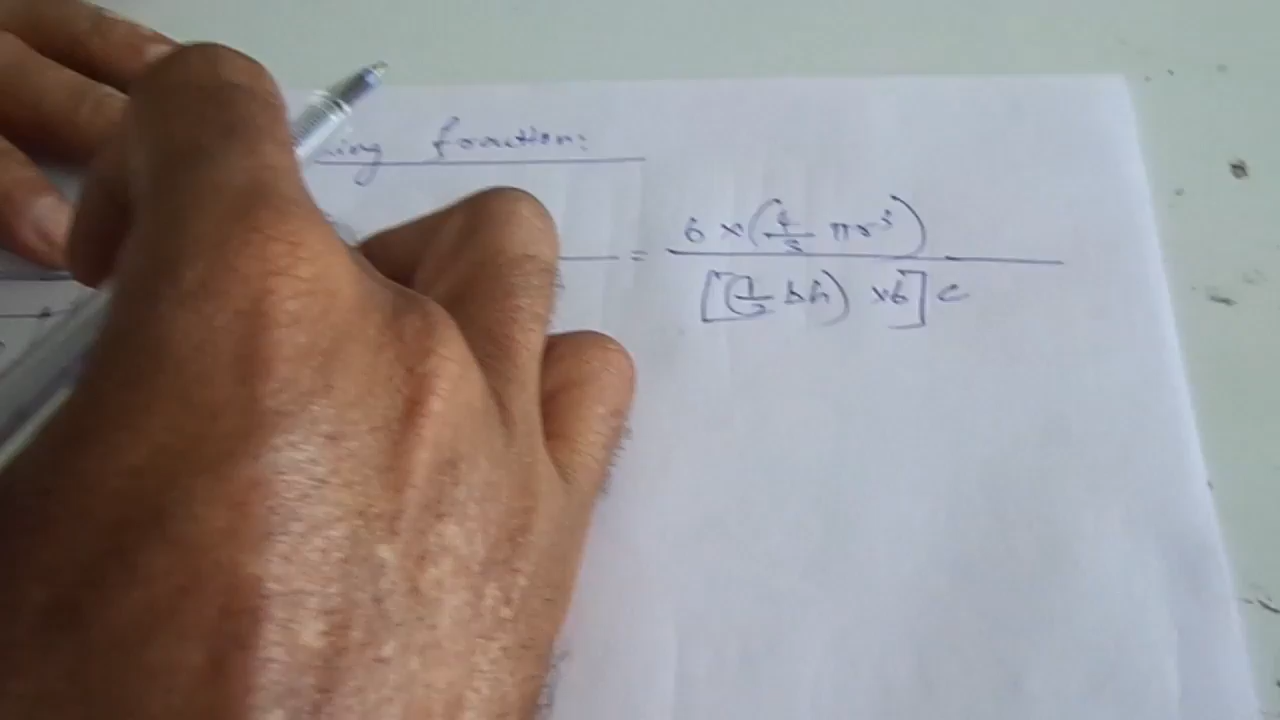 fraction:
= 6 × (4/3 πr³) / [(1/2 bh) × 6] c